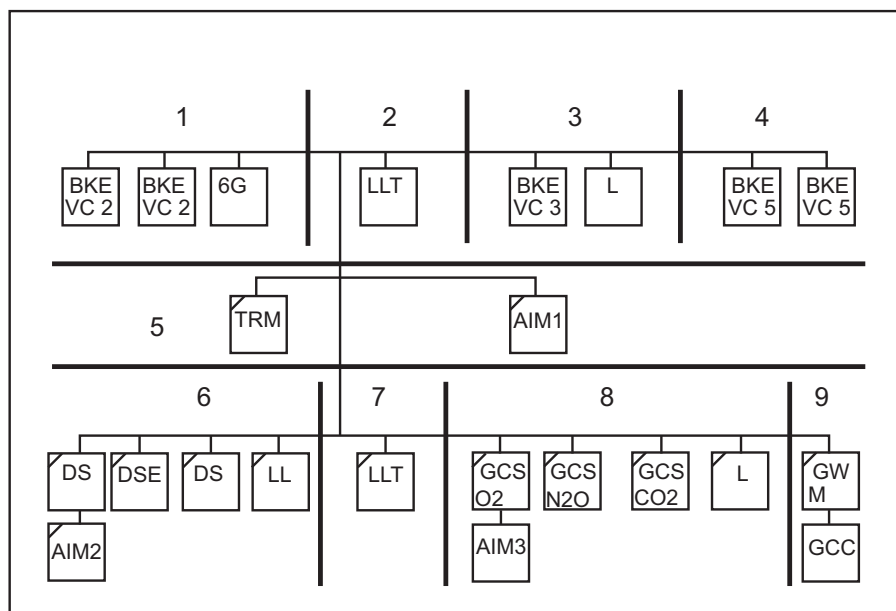 1 2 3 4
BKE BKE 6G LLT BKE L BKE BKE
VC 2 VC 2 VC 3 VC 5 VC 5
TRM AIM1
5
6 7 8 9
DS DSE DS LL LLT GCS GCS GCS L GW
O2 N2O CO2 M
AIM2 AIM3 GCC